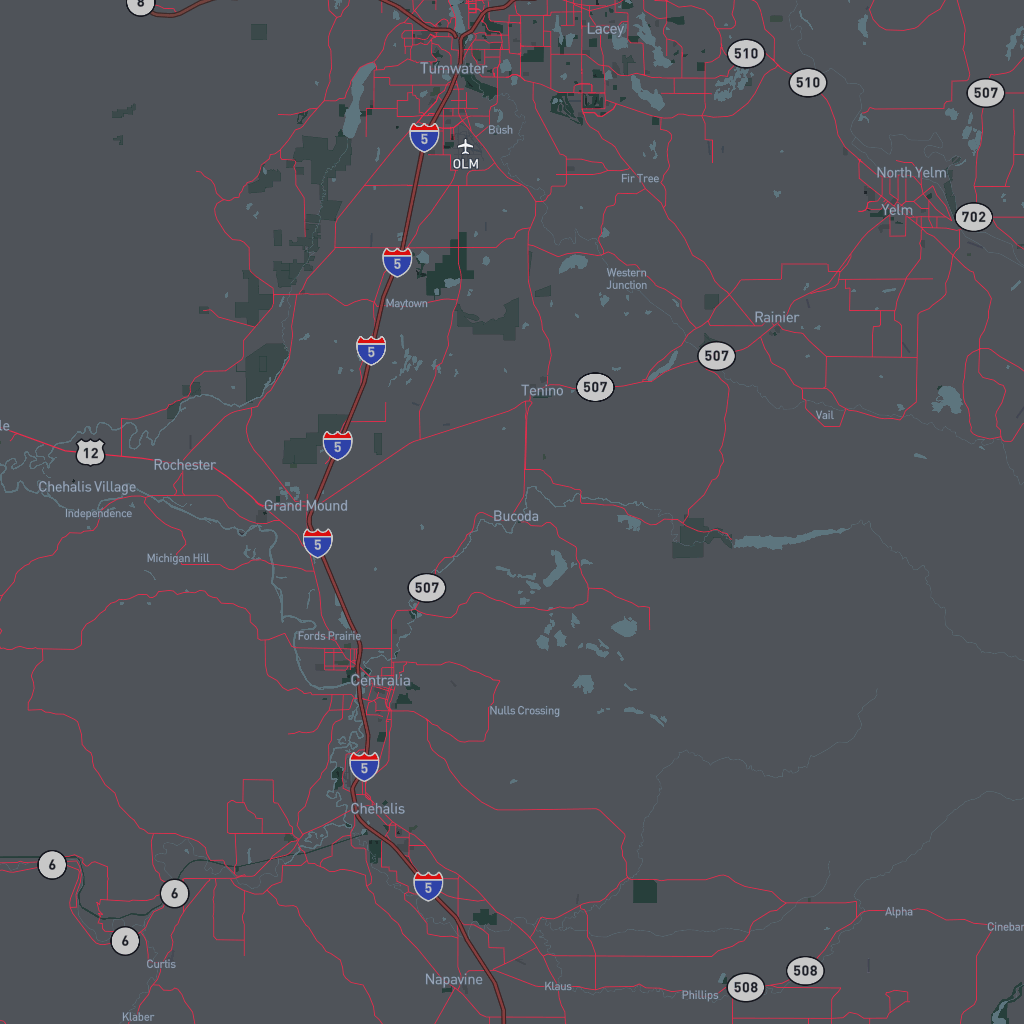 8
Lacey
510
Tumwater
510
507
5
Bush
OLM
North Yelm
Fir Tree
Yelm
702
5
Western
Junction
Maytown
Rainier
5
507
Tenino
507
Vail
le
12
5
Rochester
Chehalis Village
Grand Mound
Independence
Bucoda
5
Michigan Hill
507
Fords Prairie
Centralia
Nulls Crossing
5
Chehalis
6
5
6
Alpha
Cinebar
6
Curtis
508
Napavine
Klaus
508
Phillips
Klaber